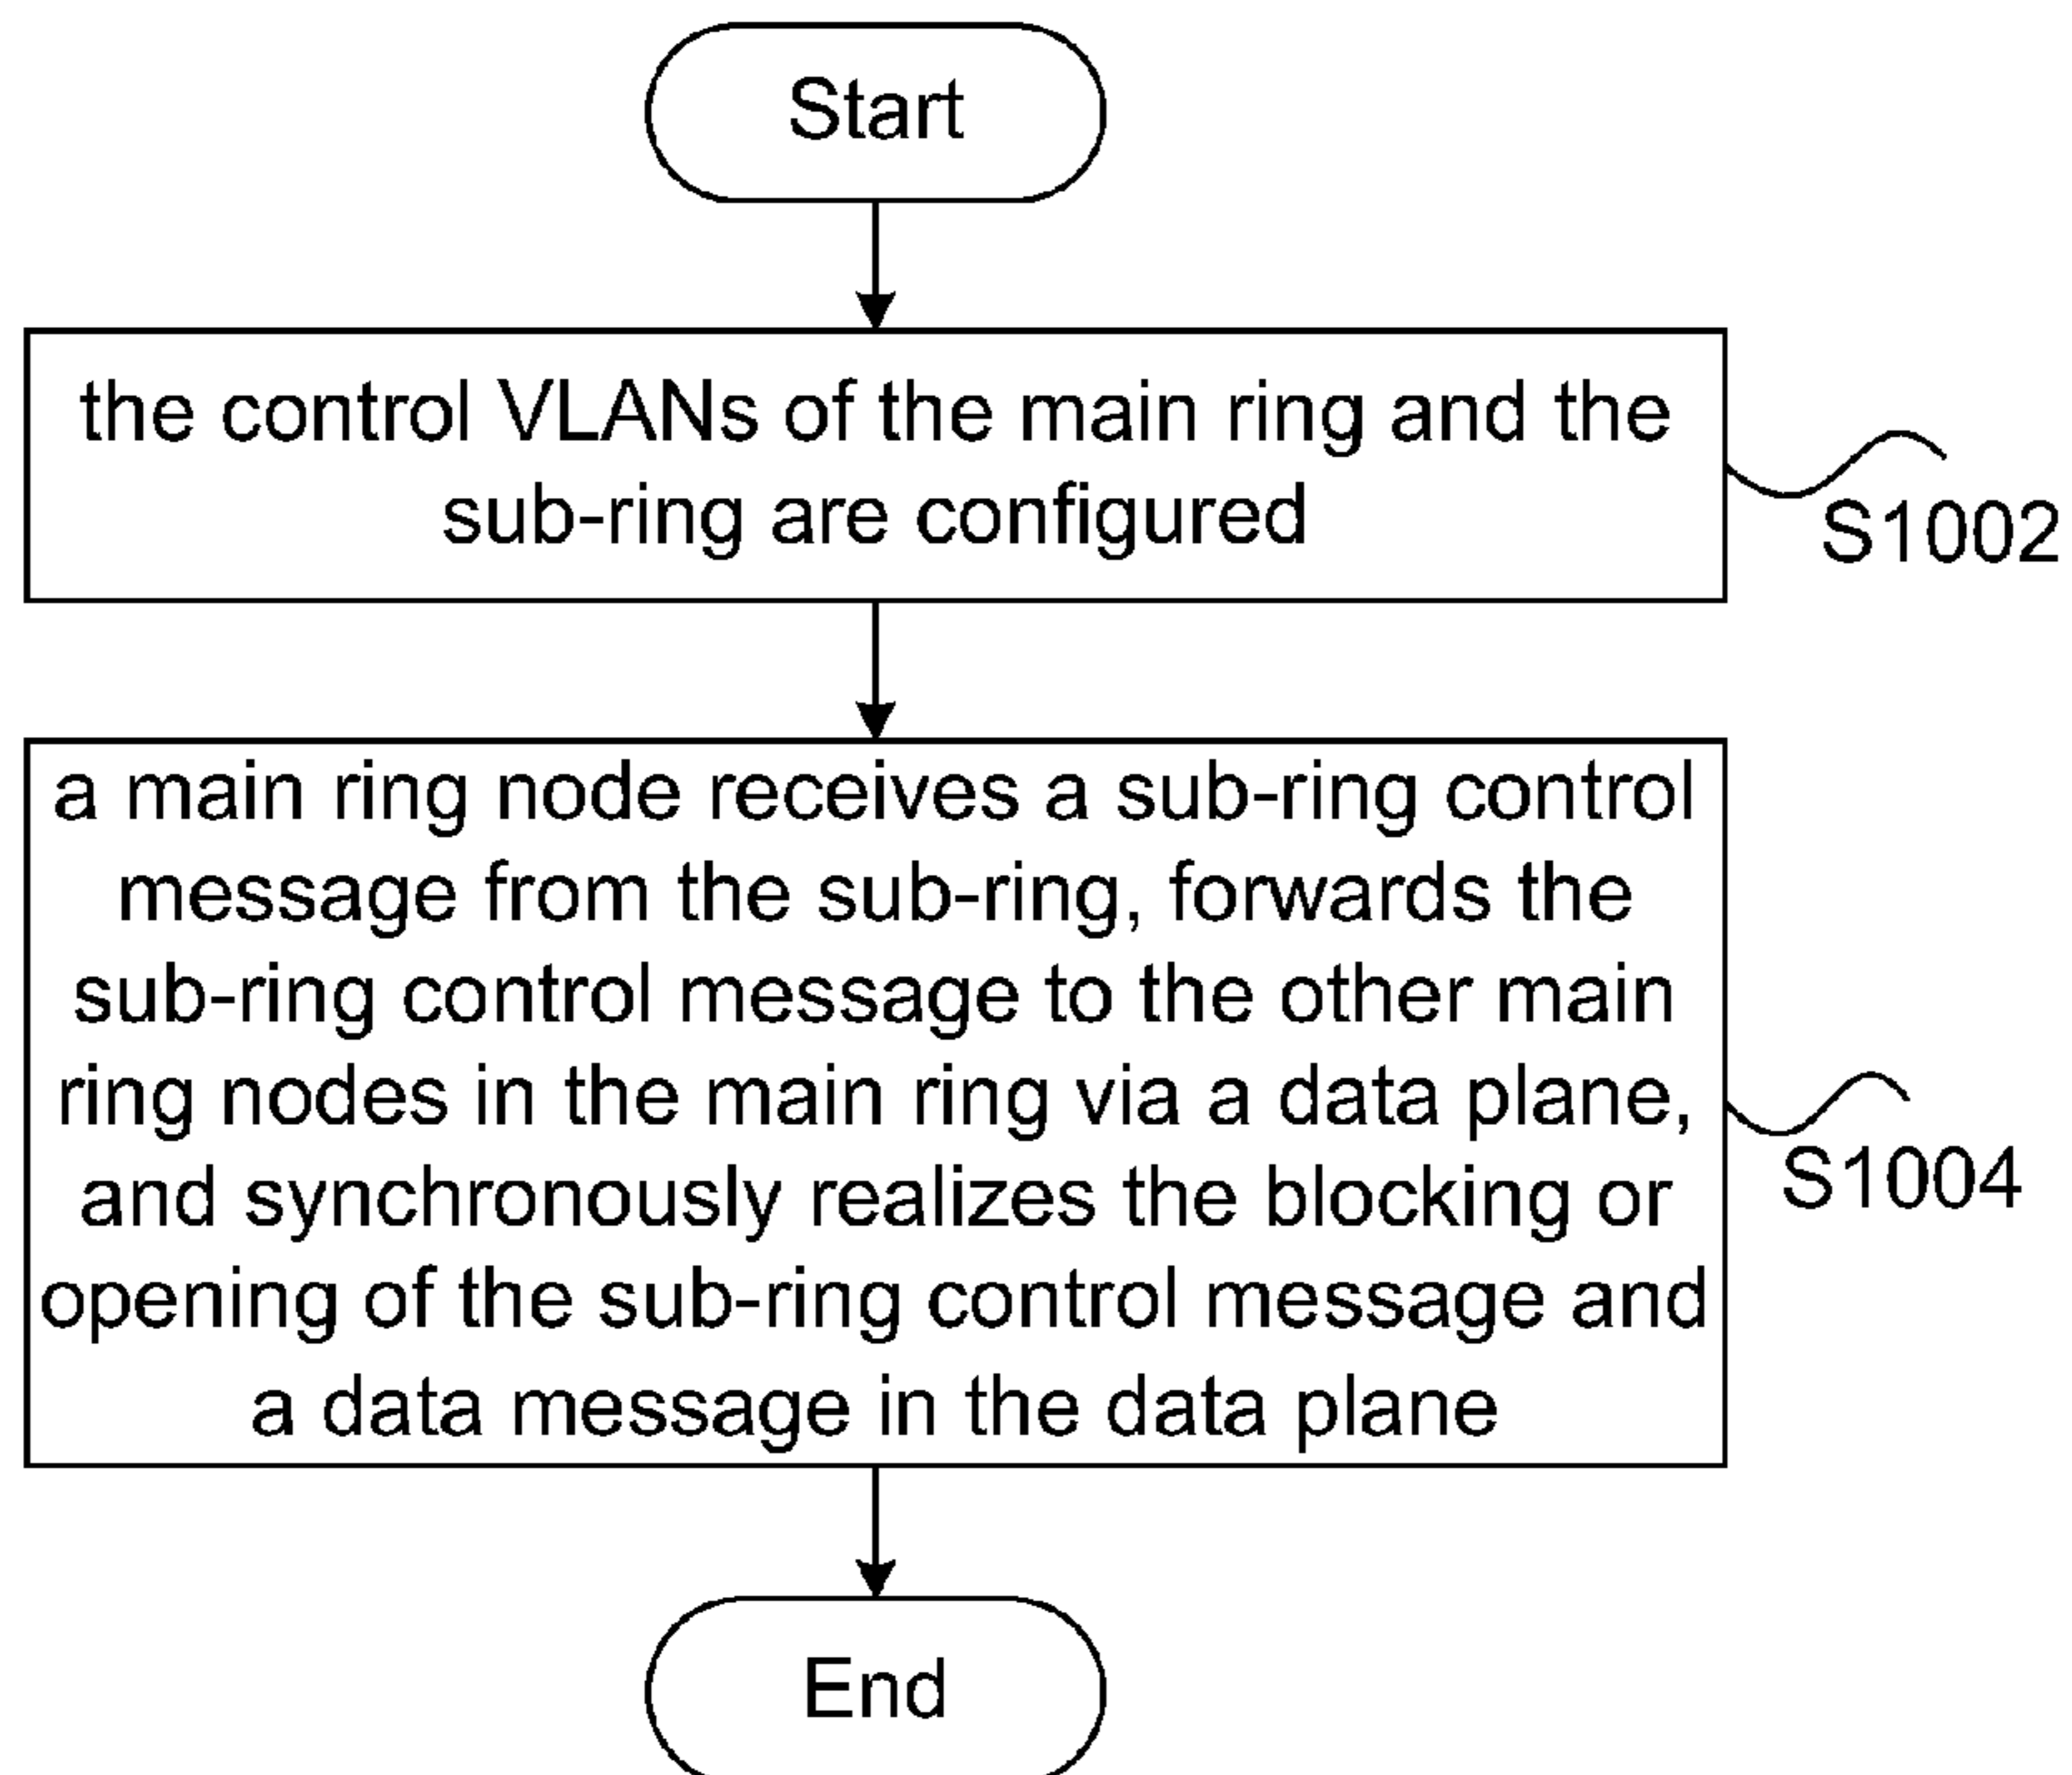 Start
the control VLANs of the main ring and the
sub-ring are configured
S1002
a main ring node receives a sub-ring control
message from the sub-ring, forwards the
sub-ring control message to the other main
ring nodes in the main ring via a data plane,
and synchronously realizes the blocking or
opening of the sub-ring control message and
a data message in the data plane
S1004
End